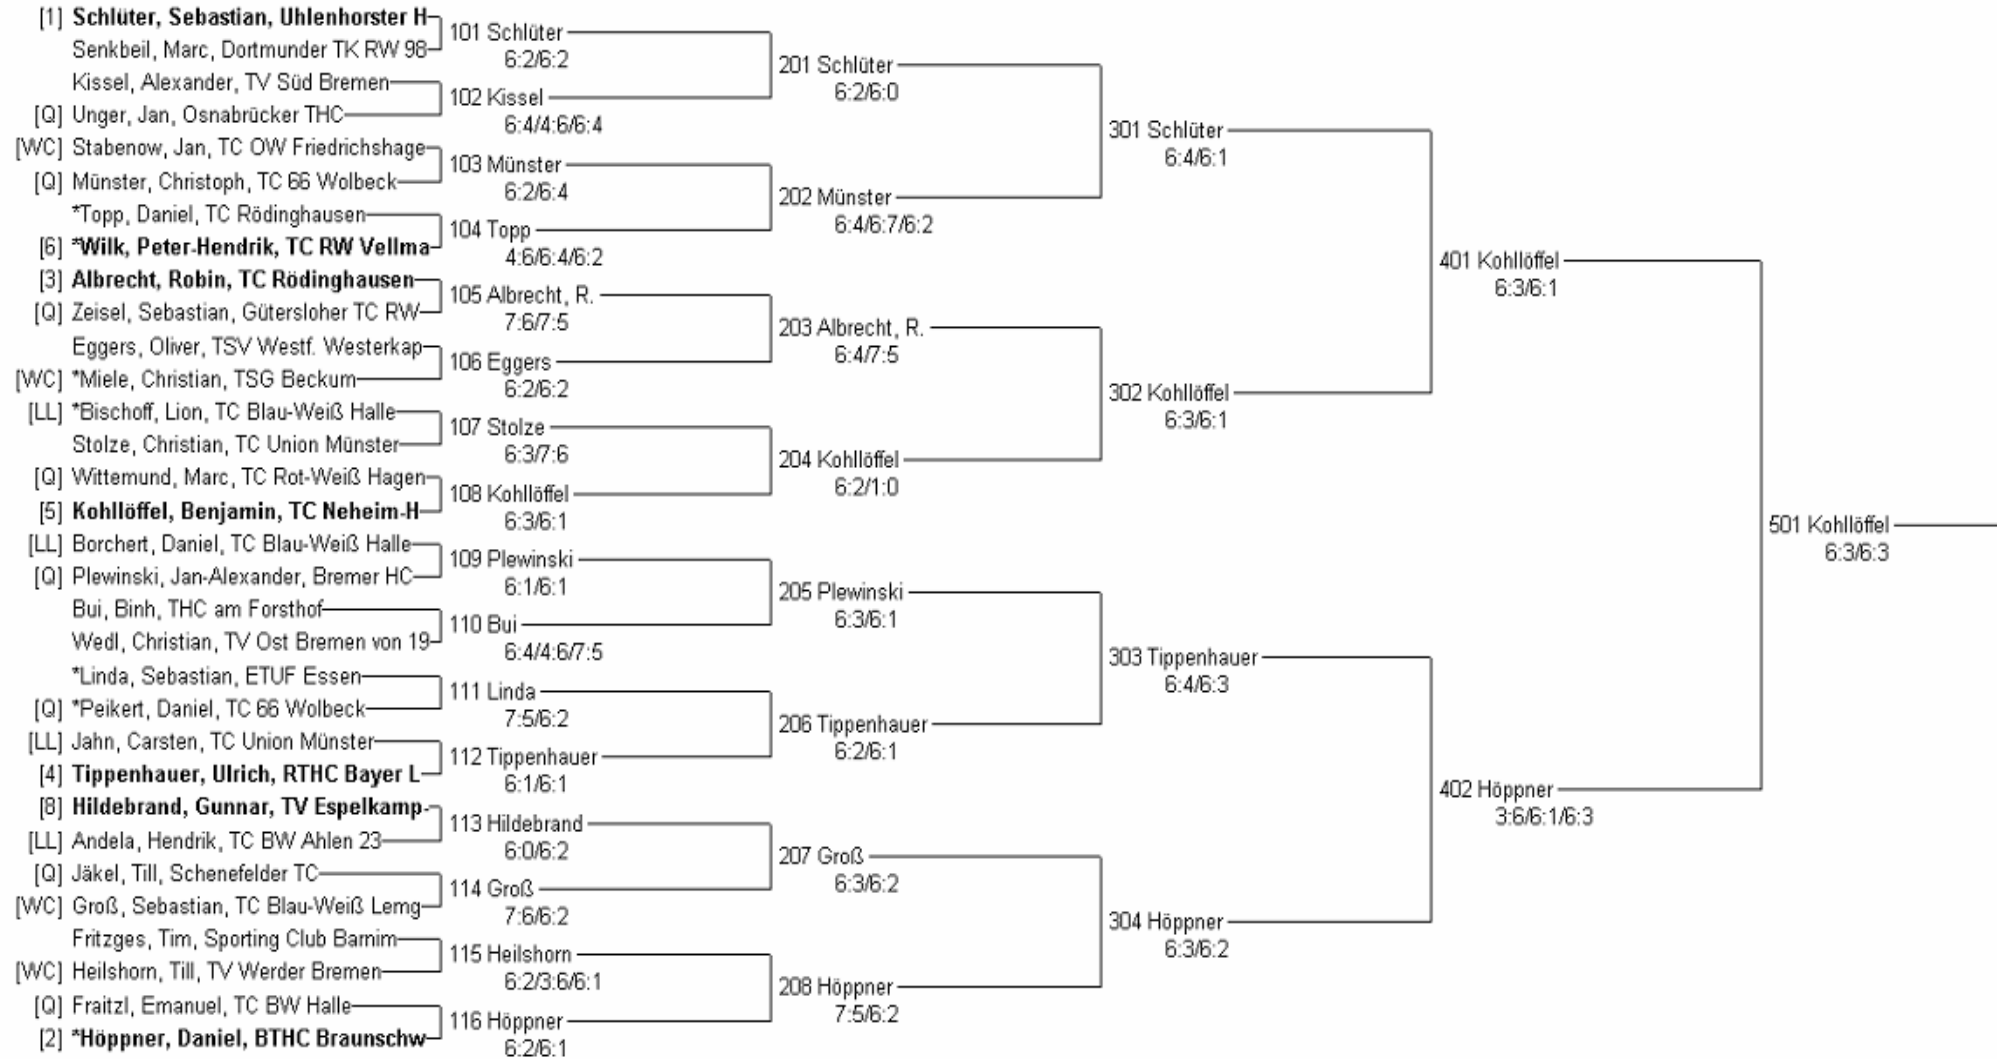 [1] Schlüter, Sebastian, Uhlenhorster H
Senkbeil, Marc, Dortmunder TK RW 98
Kissel, Alexander, TV Süd Bremen
[Q] Unger, Jan, Osnabrücker THC
[WC] Stabenow, Jan, TC OW Friedrichshage
[Q] Münster, Christoph, TC 66 Wolbeck
*Topp, Daniel, TC Rödinghausen
[6] *Wilk, Peter-Hendrik, TC RW Vellma
[3] Albrecht, Robin, TC Rödinghausen
[Q] Zeisel, Sebastian, Gütersloher TC RW
Eggers, Oliver, TSV Westf. Westerkap
[WC] *Miele, Christian, TSG Beckum
[LL] *Bischoff, Lion, TC Blau-Weiß Halle
Stolze, Christian, TC Union Münster
[Q] Wittemund, Marc, TC Rot-Weiß Hagen
[5] Kohllöffel, Benjamin, TC Neheim-H
[LL] Borchert, Daniel, TC Blau-Weiß Halle
[Q] Plewinski, Jan-Alexander, Bremer HC
Bui, Binh, THC am Forsthof
Wedl, Christian, TV Ost Bremen von 19
*Linda, Sebastian, ETUF Essen
[Q] *Peikert, Daniel, TC 66 Wolbeck
[LL] Jahn, Carsten, TC Union Münster
[4] Tippenhauer, Ulrich, RTHC Bayer L
[8] Hildebrand, Gunnar, TV Espelkamp-
[LL] Andela, Hendrik, TC BW Ahlen 23
[Q] Jäkel, Till, Schenefelder TC
[WC] Groß, Sebastian, TC Blau-Weiß Lemg
Fritzges, Tim, Sporting Club Barnim
[WC] Heilshorn, Till, TV Werder Bremen
[Q] Fraitzl, Emanuel, TC BW Halle
[2] *Höppner, Daniel, BTHC Braunschw
101 Schlüter
6:2/6:2
102 Kissel
6:4/4:6/6:4
103 Münster
6:2/6:4
104 Topp
4:6/6:4/6:2
105 Albrecht, R.
7:6/7:5
106 Eggers
6:2/6:2
107 Stolze
6:3/7:6
108 Kohllöffel
6:3/6:1
109 Plewinski
6:1/6:1
110 Bui
6:4/4:6/7:5
111 Linda
7:5/6:2
112 Tippenhauer
6:1/6:1
113 Hildebrand
6:0/6:2
114 Groß
7:6/6:2
115 Heilshorn
6:2/3:6/6:1
116 Höppner
6:2/6:1
201 Schlüter
6:2/6:0
202 Münster
6:4/6:7/6:2
203 Albrecht, R.
6:4/7:5
204 Kohllöffel
6:2/1:0
205 Plewinski
6:3/6:1
206 Tippenhauer
6:2/6:1
207 Groß
6:3/6:2
208 Höppner
7:5/6:2
301 Schlüter
6:4/6:1
302 Kohllöffel
6:3/6:1
303 Tippenhauer
6:4/6:3
304 Höppner
6:3/6:2
401 Kohllöffel
6:3/6:1
402 Höppner
3:6/6:1/6:3
501 Kohllöffel
6:3/6:3